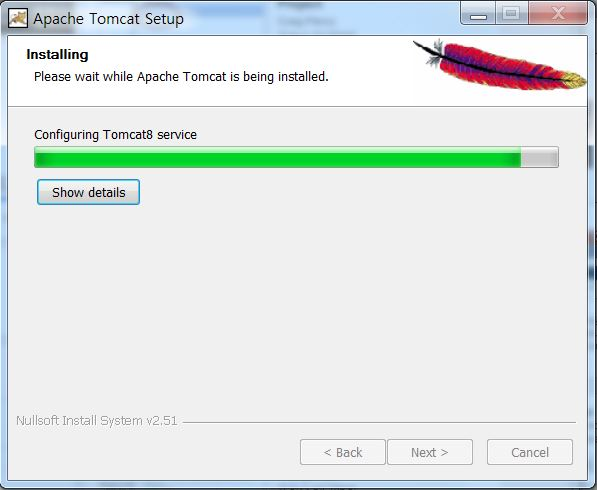 Apache Tomcat Setup
Installing
Please wait while Apache Tomcat is being installed.
Configuring Tomcat8 service
Show details
Nullsoft Install System v2.51
< Back
Next >
Cancel